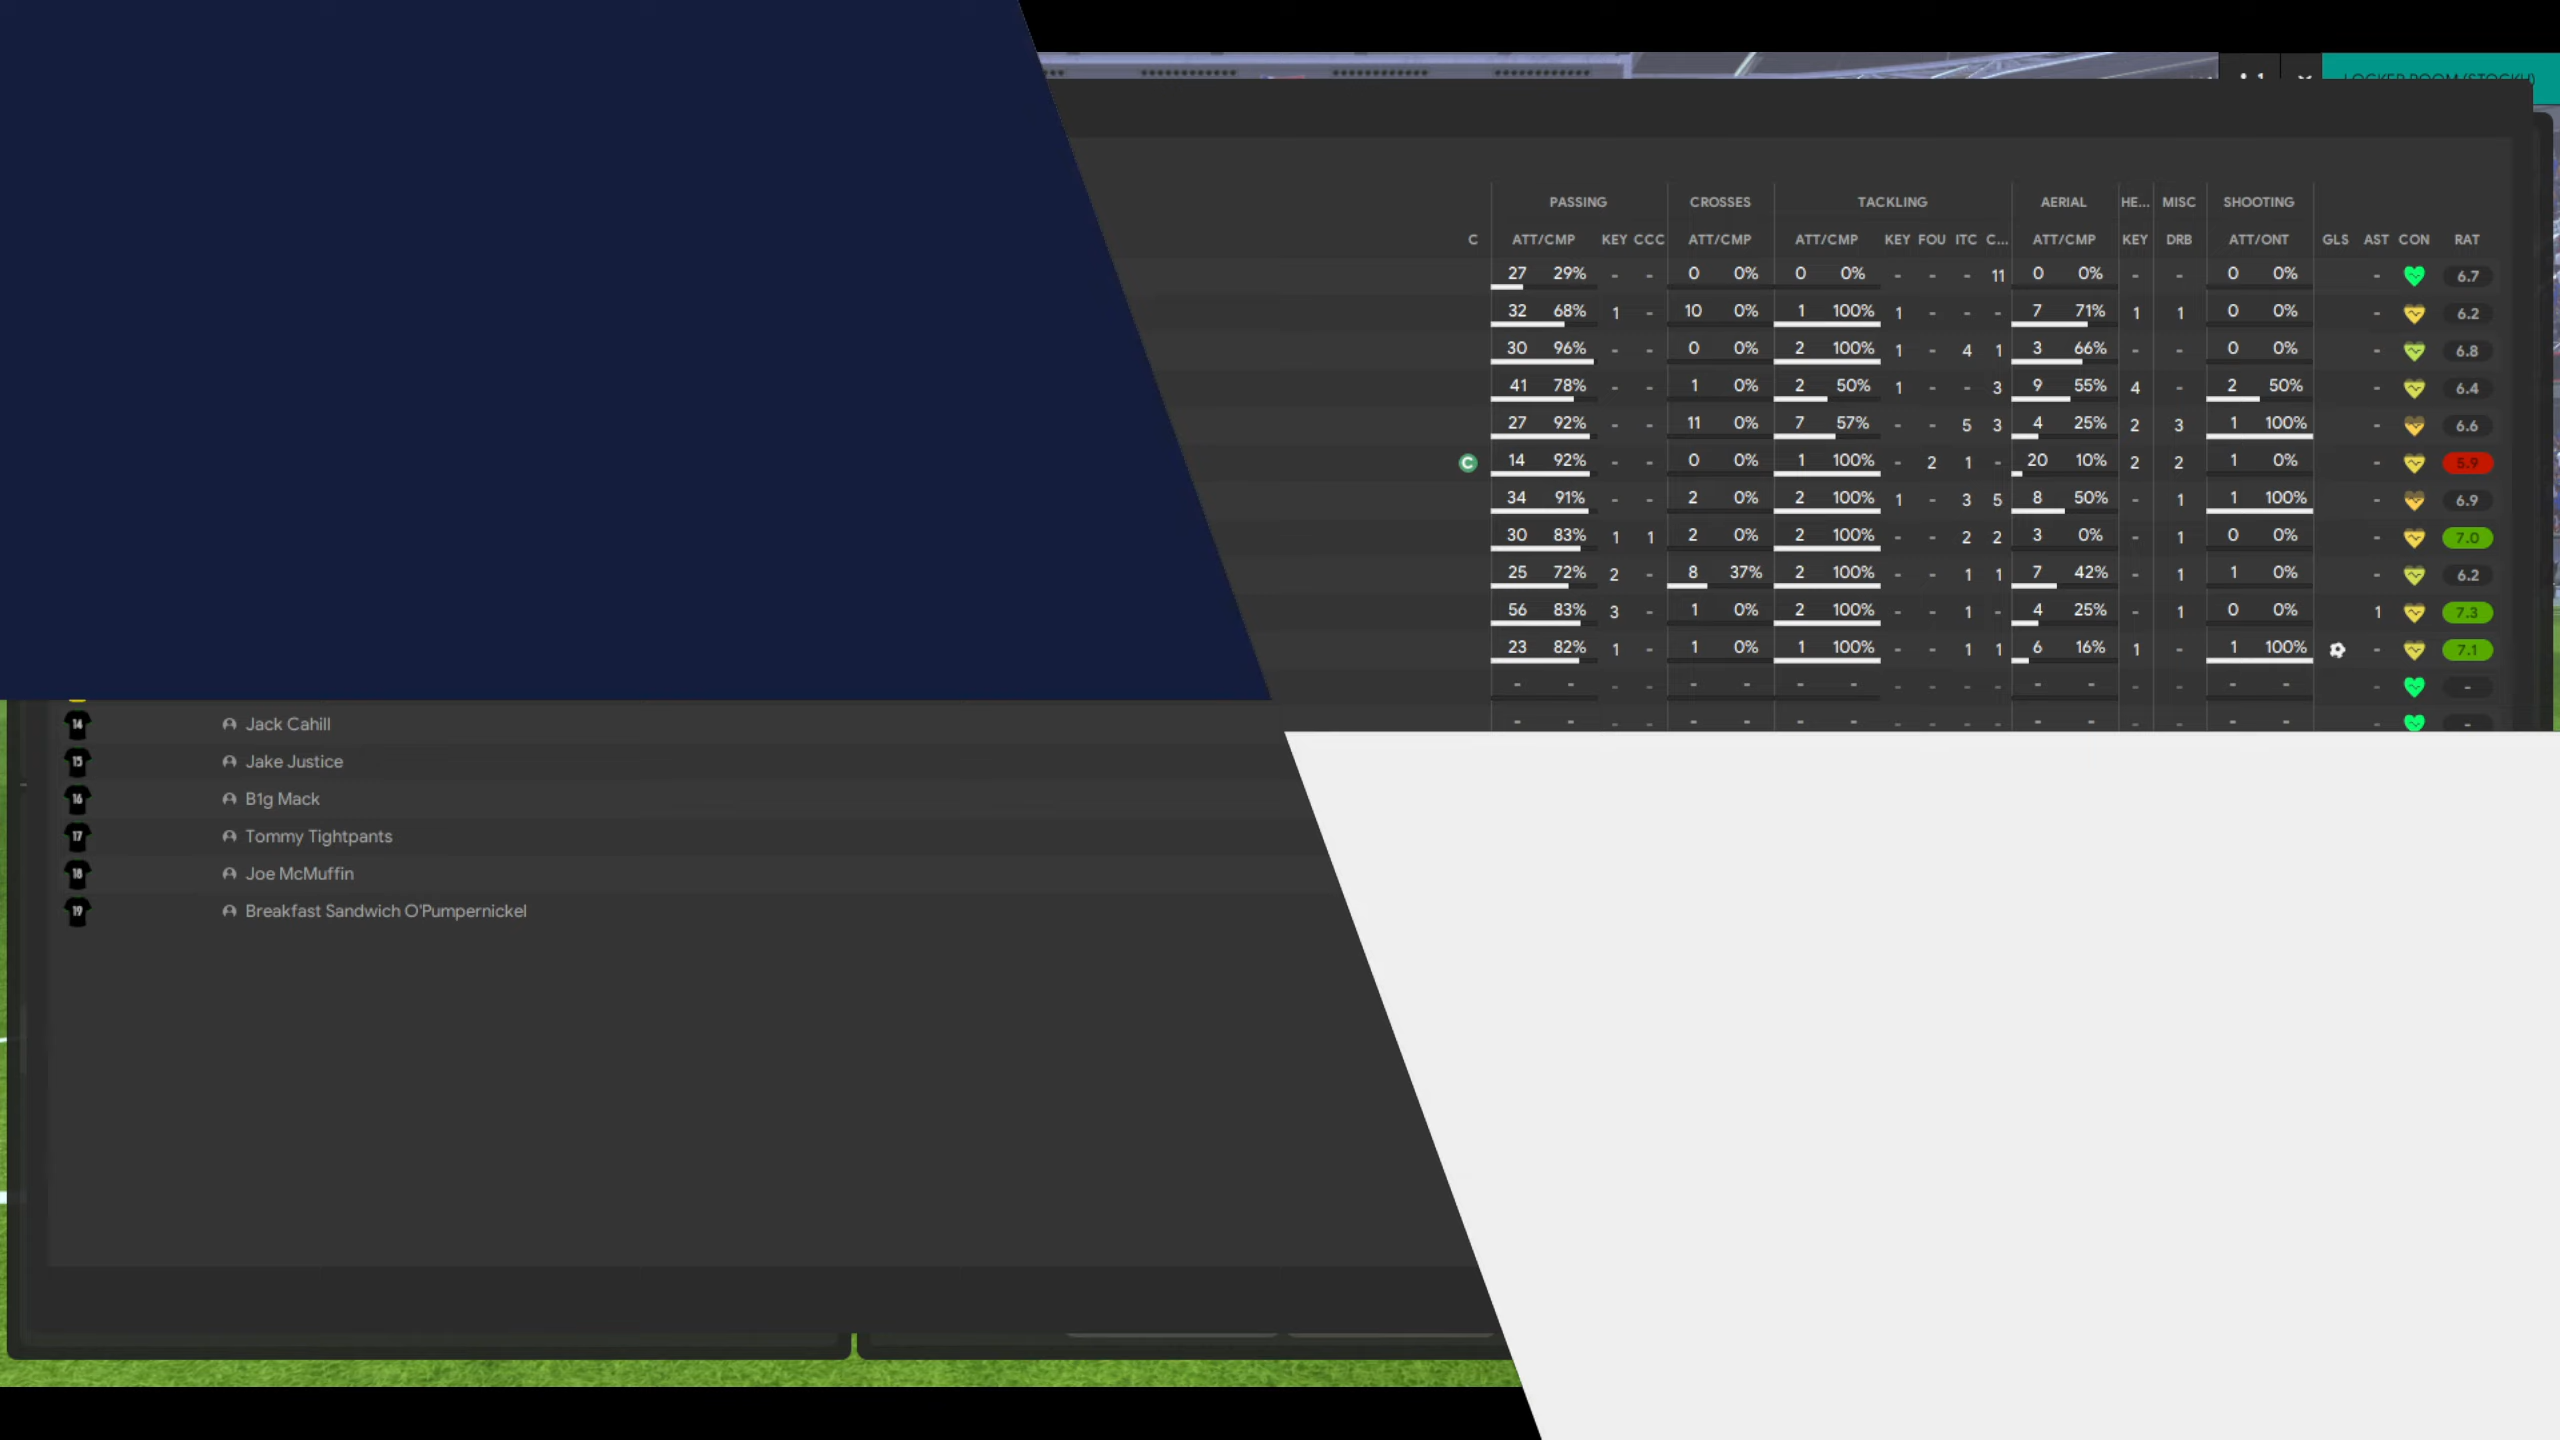 PASSING CROSSES TACKLING AERIAL HE... MISC SHOOTING
C ATT/CMP KEY CCC ATT/CMP ATT/CMP KEY FOU ITC C... ATT/CMP KEY DRB ATT/ONT GLS AST CON RAT
27 29% - - 0 0% 0 0% - - - 11 0 0% - - 0 0% - 6.7
32 68% 1 - 10 0% 1 100% 1 - - - 7 71% 1 1 0 0% - 6.2
30 96% - - 0 0% 2 100% 1 - 4 1 3 66% - - 0 0% - 6.8
41 78% - - 1 0% 2 50% 1 - - 3 9 55% 4 - 2 50% - 6.4
27 92% - - 11 0% 7 57% - - 5 3 4 25% 2 3 1 100% - 6.6
C 14 92% - - 0 0% 1 100% - 2 1 - 20 10% 2 2 1 0% - 5.9
34 91% - - 2 0% 2 100% 1 - 3 5 8 50% - 1 1 100% - 6.9
30 83% 1 1 2 0% 2 100% - - 2 2 3 0% - 1 0 0% - 7.0
25 72% 2 - 8 37% 2 100% - - 1 1 7 42% - 1 1 0% - 6.2
56 83% 3 - 1 0% 2 100% - - 1 - 4 25% - 1 0 0% 1 7.3
23 82% 1 - 1 0% 1 100% - - 1 1 6 16% 1 - 1 100% - 7.1
- - - - - - - - - - - - - - - - - - - -
14 Jack Cahill - - - - - - - - - - - - - - - - - - - -
15 Jake Justice
16 B1g Mack
17 Tommy Tightpants
18 Joe McMuffin
19 Breakfast Sandwich O'Pumpernickel